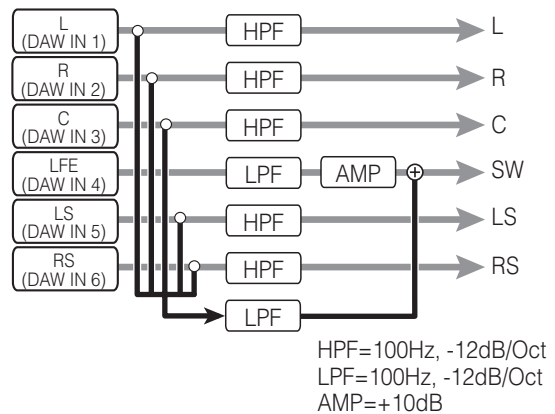 L
(DAW IN 1)
HPF
L
R
(DAW IN 2)
HPF
R
C
(DAW IN 3)
HPF
C
LFE
(DAW IN 4)
LPF
AMP
+
SW
LS
(DAW IN 5)
HPF
LS
RS
(DAW IN 6)
HPF
RS
LPF
HPF=100Hz, -12dB/Oct
LPF=100Hz, -12dB/Oct
AMP=+10dB